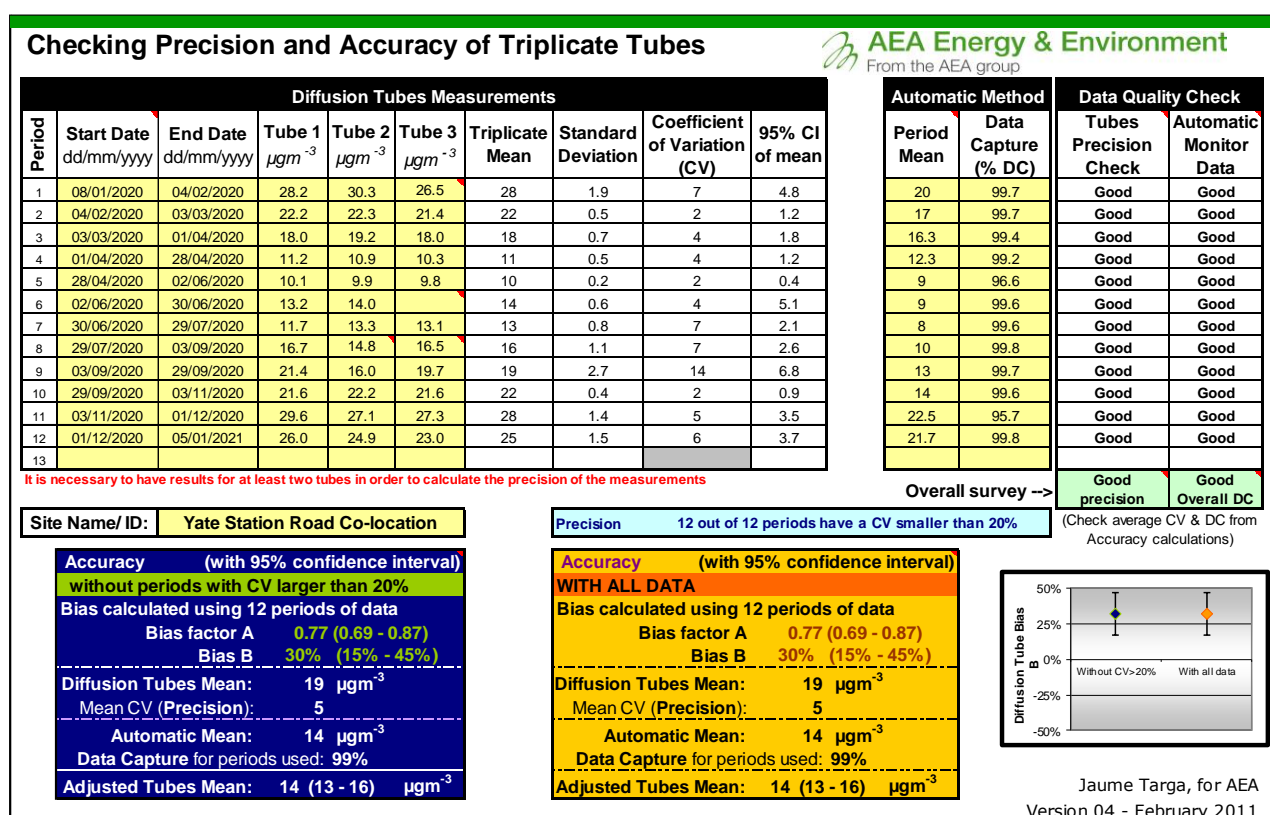 Checking Precision and Accuracy of Triplicate Tubes
AEA Energy & Environment
From the AEA group
Diffusion Tubes Measurements
Automatic Method
Data Quality Check
Period Start Date dd/mm/yyyy End Date dd/mm/yyyy Tube 1 µgm-3 Tube 2 µgm-3 Tube 3 µgm-3 Triplicate Mean Standard Deviation Coefficient of Variation (CV) 95% CI of mean Period Mean Data Capture (% DC) Tubes Precision Check Automatic Monitor Data
1 08/01/2020 04/02/2020 28.2 30.3 26.5 28 1.9 7 4.8 20 99.7 Good Good
2 04/02/2020 03/03/2020 22.2 22.3 21.4 22 0.5 2 1.2 17 99.7 Good Good
3 03/03/2020 01/04/2020 18.0 19.2 18.0 18 0.7 4 1.8 16.3 99.4 Good Good
4 01/04/2020 28/04/2020 11.2 10.9 10.3 11 0.5 4 1.2 12.3 99.2 Good Good
5 28/04/2020 02/06/2020 10.1 9.9 9.8 10 0.2 2 0.4 9 96.6 Good Good
6 02/06/2020 30/06/2020 13.2 14.0 14 0.6 4 5.1 9 99.6 Good Good
7 30/06/2020 29/07/2020 11.7 13.3 13.1 13 0.8 7 2.1 8 99.6 Good Good
8 29/07/2020 03/09/2020 16.7 14.8 16.5 16 1.1 7 2.6 10 99.8 Good Good
9 03/09/2020 29/09/2020 21.4 16.0 19.7 19 2.7 14 6.8 13 99.7 Good Good
10 29/09/2020 03/11/2020 21.6 22.2 21.6 22 0.4 2 0.9 14 99.6 Good Good
11 03/11/2020 01/12/2020 29.6 27.1 27.3 28 1.4 5 3.5 22.5 95.7 Good Good
12 01/12/2020 05/01/2021 26.0 24.9 23.0 25 1.5 6 3.7 21.7 99.8 Good Good
13
It is necessary to have results for at least two tubes in order to calculate the precision of the measurements
Overall survey --> Good precision Good Overall DC
Site Name/ ID: Yate Station Road Co-location
Precision 12 out of 12 periods have a CV smaller than 20%
(Check average CV & DC from
Accuracy calculations)
Accuracy (with 95% confidence interval)
without periods with CV larger than 20%
Bias calculated using 12 periods of data
Bias factor A 0.77 (0.69 - 0.87)
Bias B 30% (15% - 45%)
Diffusion Tubes Mean: 19 µgm-3
Mean CV (Precision): 5
Automatic Mean: 14 µgm-3
Data Capture for periods used: 99%
Adjusted Tubes Mean: 14 (13 - 16) µgm-3
Accuracy (with 95% confidence interval)
WITH ALL DATA
Bias calculated using 12 periods of data
Bias factor A 0.77 (0.69 - 0.87)
Bias B 30% (15% - 45%)
Diffusion Tubes Mean: 19 µgm-3
Mean CV (Precision): 5
Automatic Mean: 14 µgm-3
Data Capture for periods used: 99%
Adjusted Tubes Mean: 14 (13 - 16) µgm-3
Diffusion Tube Bias B
50%
25%
0%
-25%
-50%
Without CV>20% With all data
Jaume Targa, for AEA
Version 04 - February 2011